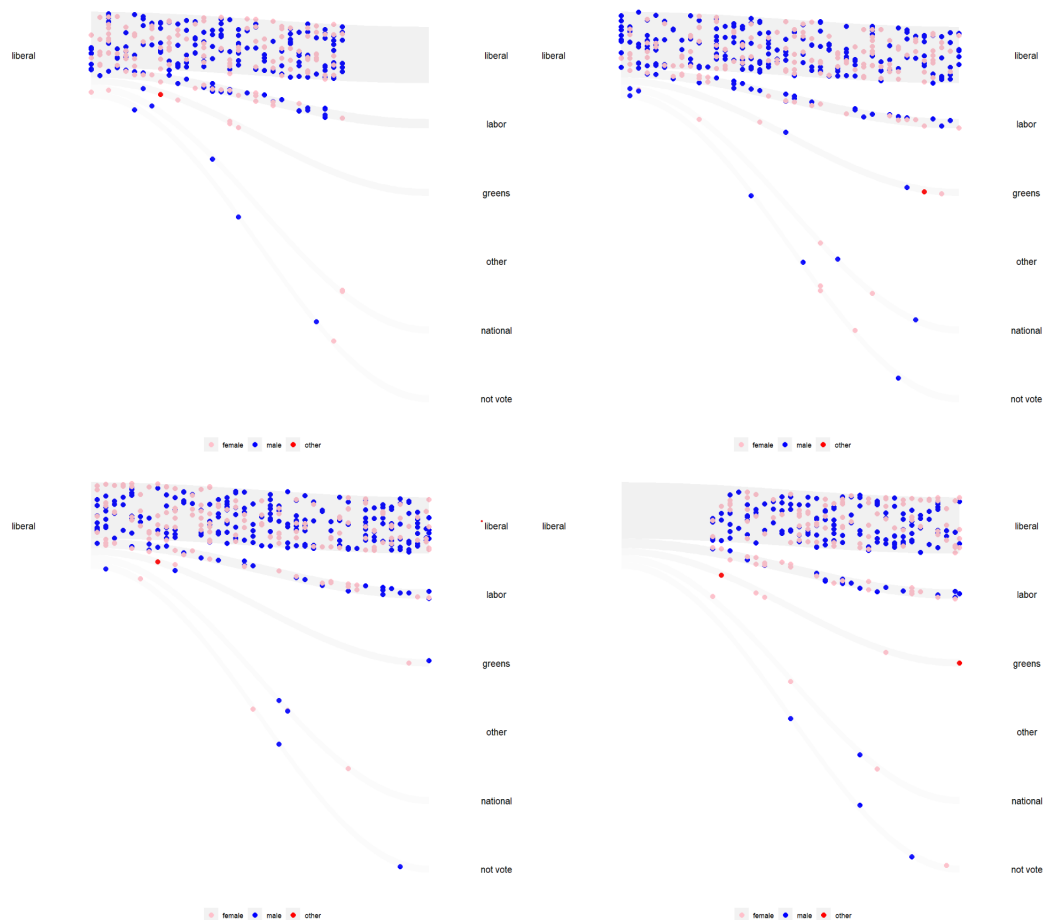 liberal liberal
labor
greens
other
national
not vote
female male other
liberal liberal
labor
greens
other
national
not vote
female male other
liberal liberal
labor
greens
other
national
not vote
female male other
liberal liberal
labor
greens
other
national
not vote
female male other